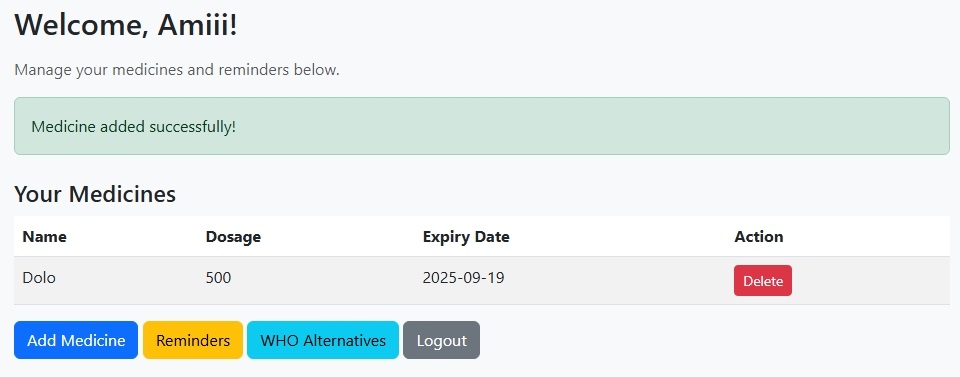 Welcome, Amiii!
Manage your medicines and reminders below.
Medicine added successfully!
Your Medicines
Name Dosage Expiry Date Action
Dolo 500 2025-09-19 Delete
Add Medicine Reminders WHO Alternatives Logout